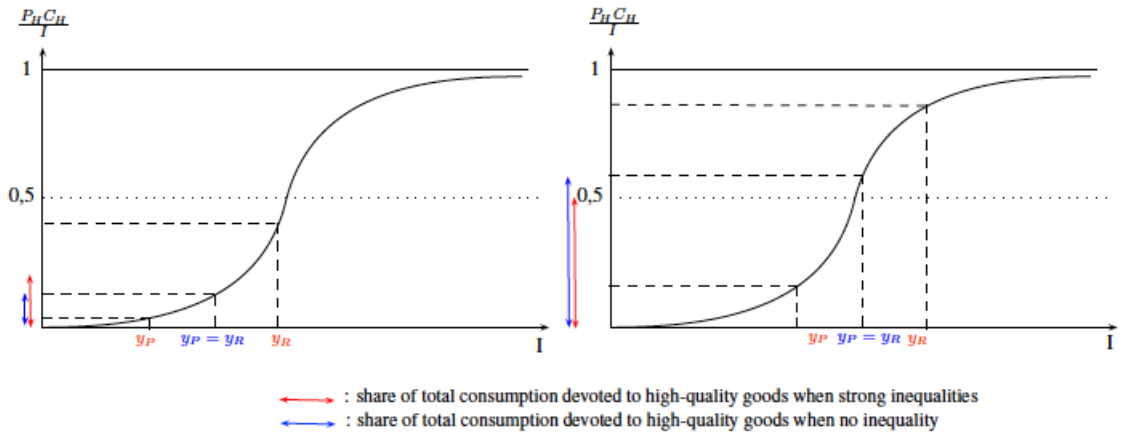 P_H C_H / I
1
0,5
y_P y_P = y_R y_R
I
P_H C_H / I
1
0,5
y_P y_P = y_R y_R
I
: share of total consumption devoted to high-quality goods when strong inequalities
: share of total consumption devoted to high-quality goods when no inequality